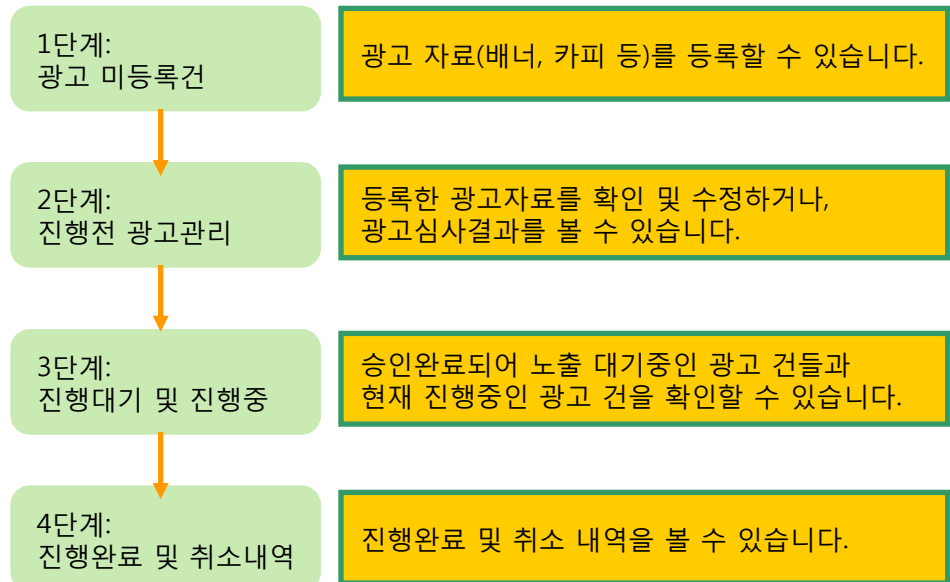 1단계:
광고 미등록건
광고 자료(배너, 카피 등)를 등록할 수 있습니다.
2단계:
진행전 광고관리
등록한 광고자료를 확인 및 수정하거나,
광고심사결과를 볼 수 있습니다.
3단계:
진행대기 및 진행중
승인완료되어 노출 대기중인 광고 건들과
현재 진행중인 광고 건을 확인할 수 있습니다.
4단계:
진행완료 및 취소내역
진행완료 및 취소 내역을 볼 수 있습니다.